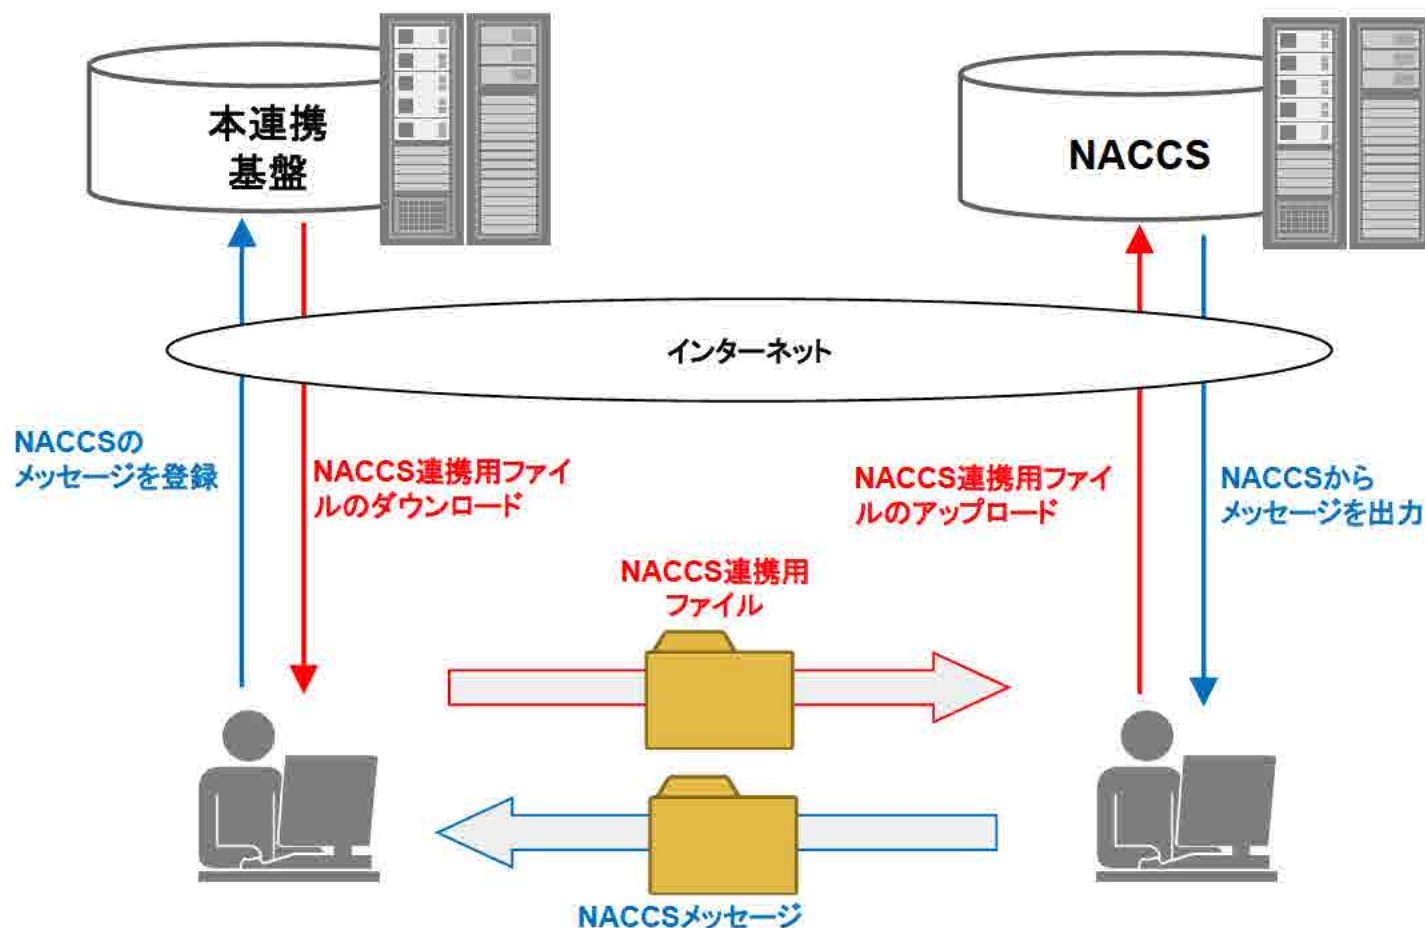 本連携
基盤
NACCS
インターネット
NACCSの
メッセージを登録
NACCS連携用ファイ
ルのダウンロード
NACCS連携用ファイ
ルのアップロード
NACCSから
メッセージを出力
NACCS連携用
ファイル
NACCSメッセージ